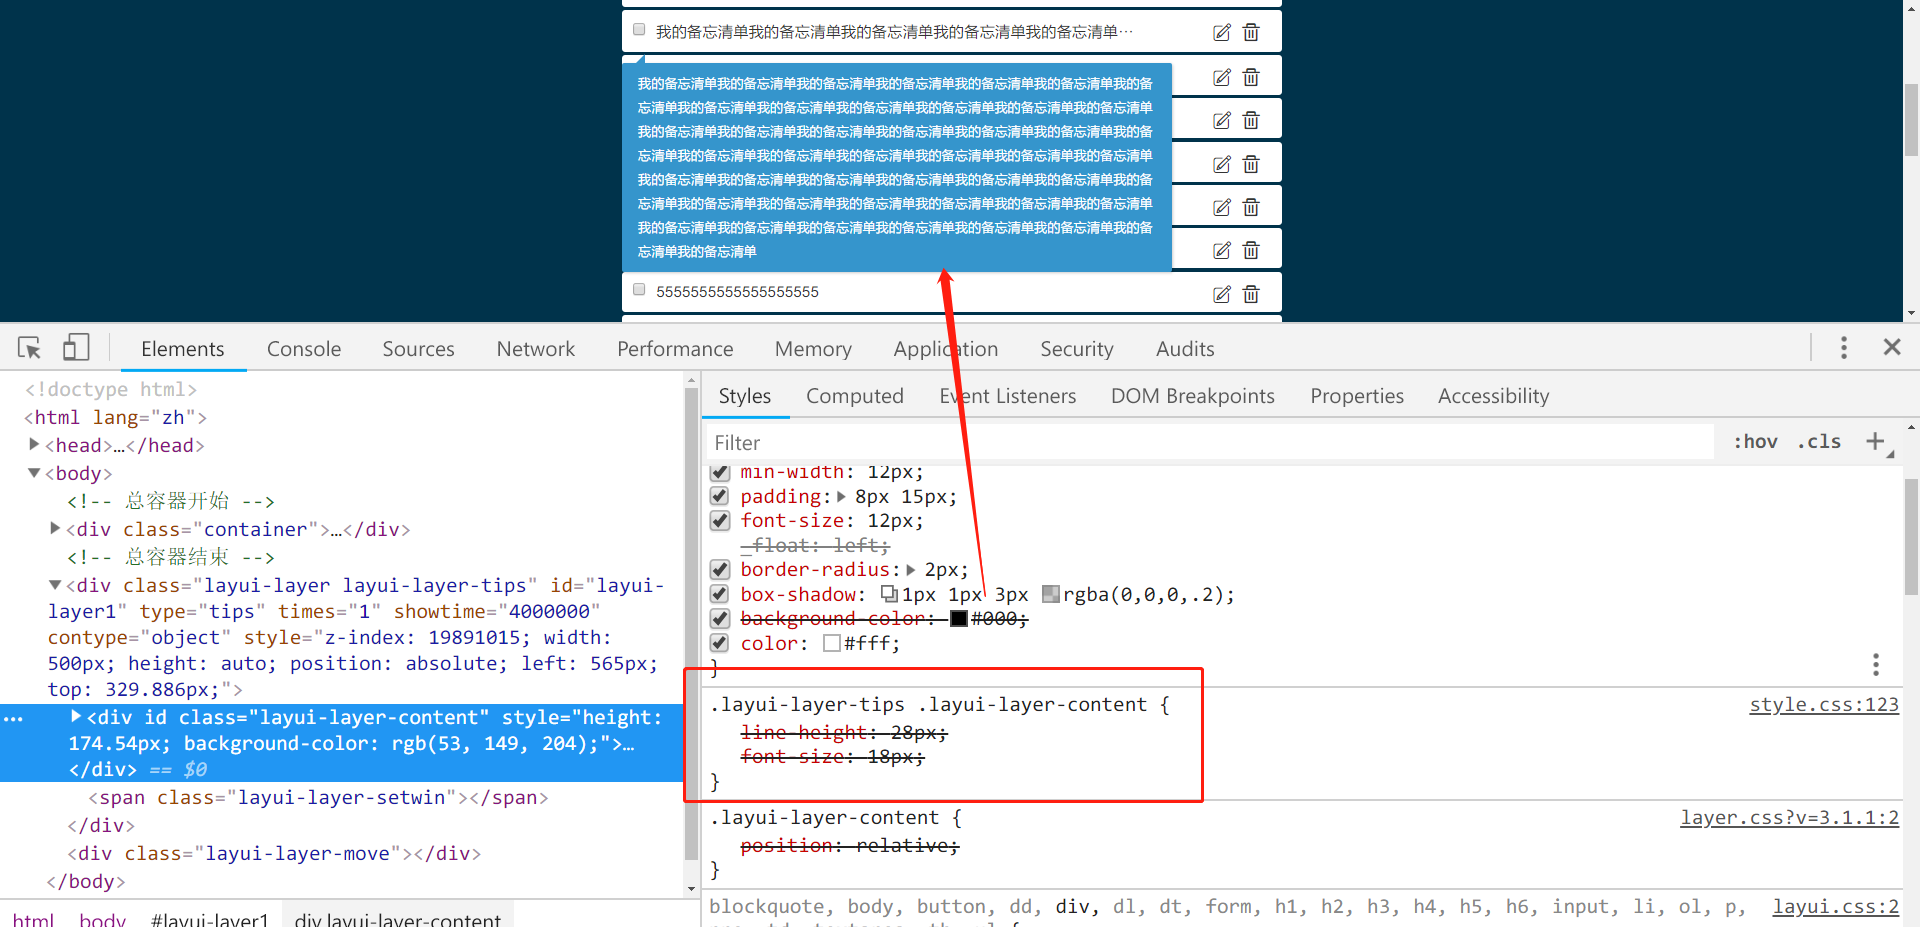 我的备忘清单我的备忘清单我的备忘清单我的备忘清单我的备忘清单…
我的备忘清单我的备忘清单我的备忘清单我的备忘清单我的备忘清单我的备忘清单我的备
忘清单我的备忘清单我的备忘清单我的备忘清单我的备忘清单我的备忘清单我的备忘清单
我的备忘清单我的备忘清单我的备忘清单我的备忘清单我的备忘清单我的备忘清单我的备
忘清单我的备忘清单我的备忘清单我的备忘清单我的备忘清单我的备忘清单我的备忘清单
我的备忘清单我的备忘清单我的备忘清单我的备忘清单我的备忘清单我的备忘清单我的备
忘清单我的备忘清单我的备忘清单我的备忘清单我的备忘清单我的备忘清单我的备忘清单
我的备忘清单我的备忘清单我的备忘清单我的备忘清单我的备忘清单我的备忘清单我的备
忘清单我的备忘清单
5555555555555555555
Elements Console Sources Network Performance Memory Application Security Audits
<!doctype html>
<html lang="zh">
<head>…</head>
<body>
<!-- 总容器开始 -->
<div class="container">…</div>
<!-- 总容器结束 -->
<div class="layui-layer layui-layer-tips" id="layui-
layer1" type="tips" times="1" showtime="4000000"
contype="object" style="z-index: 19891015; width:
500px; height: auto; position: absolute; left: 565px;
top: 329.886px;">
<div id class="layui-layer-content" style="height:
174.54px; background-color: rgb(53, 149, 204);">…
</div> == $0
<span class="layui-layer-setwin"></span>
</div>
<div class="layui-layer-move"></div>
</body>
html body #layui-layer1 div.layui-layer-content
Styles Computed Event Listeners DOM Breakpoints Properties Accessibility
Filter :hov .cls +
min-width: 12px;
padding: 8px 15px;
font-size: 12px;
_float: left;
border-radius: 2px;
box-shadow: 1px 1px 3px rgba(0,0,0,.2);
background-color: #000;
color: #fff;
}
.layui-layer-tips .layui-layer-content { style.css:123
line-height: 28px;
font-size: 18px;
}
.layui-layer-content { layer.css?v=3.1.1:2
position: relative;
}
blockquote, body, button, dd, div, dl, dt, form, h1, h2, h3, h4, h5, h6, input, li, ol, p, layui.css:2